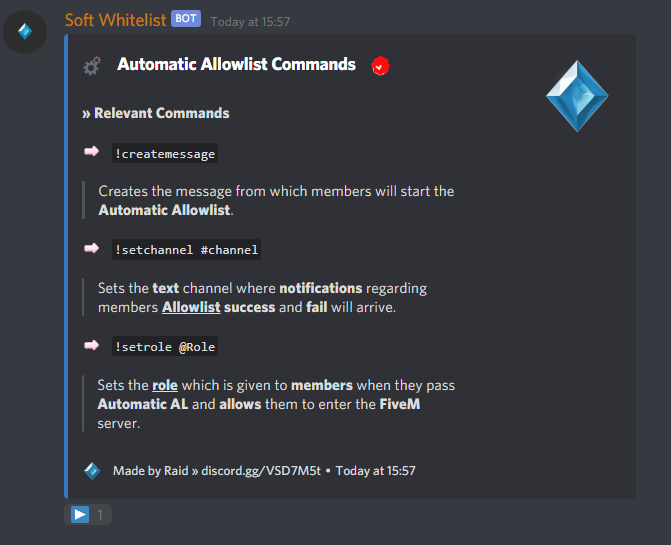 Soft Whitelist BOT Today at 15:57
Automatic Allowlist Commands
» Relevant Commands
!createmessage
Creates the message from which members will start the
Automatic Allowlist.
!setchannel #channel
Sets the text channel where notifications regarding
members Allowlist success and fail will arrive.
!setrole @Role
Sets the role which is given to members when they pass
Automatic AL and allows them to enter the FiveM
server.
Made by Raid » discord.gg/VSD7M5t • Today at 15:57
1